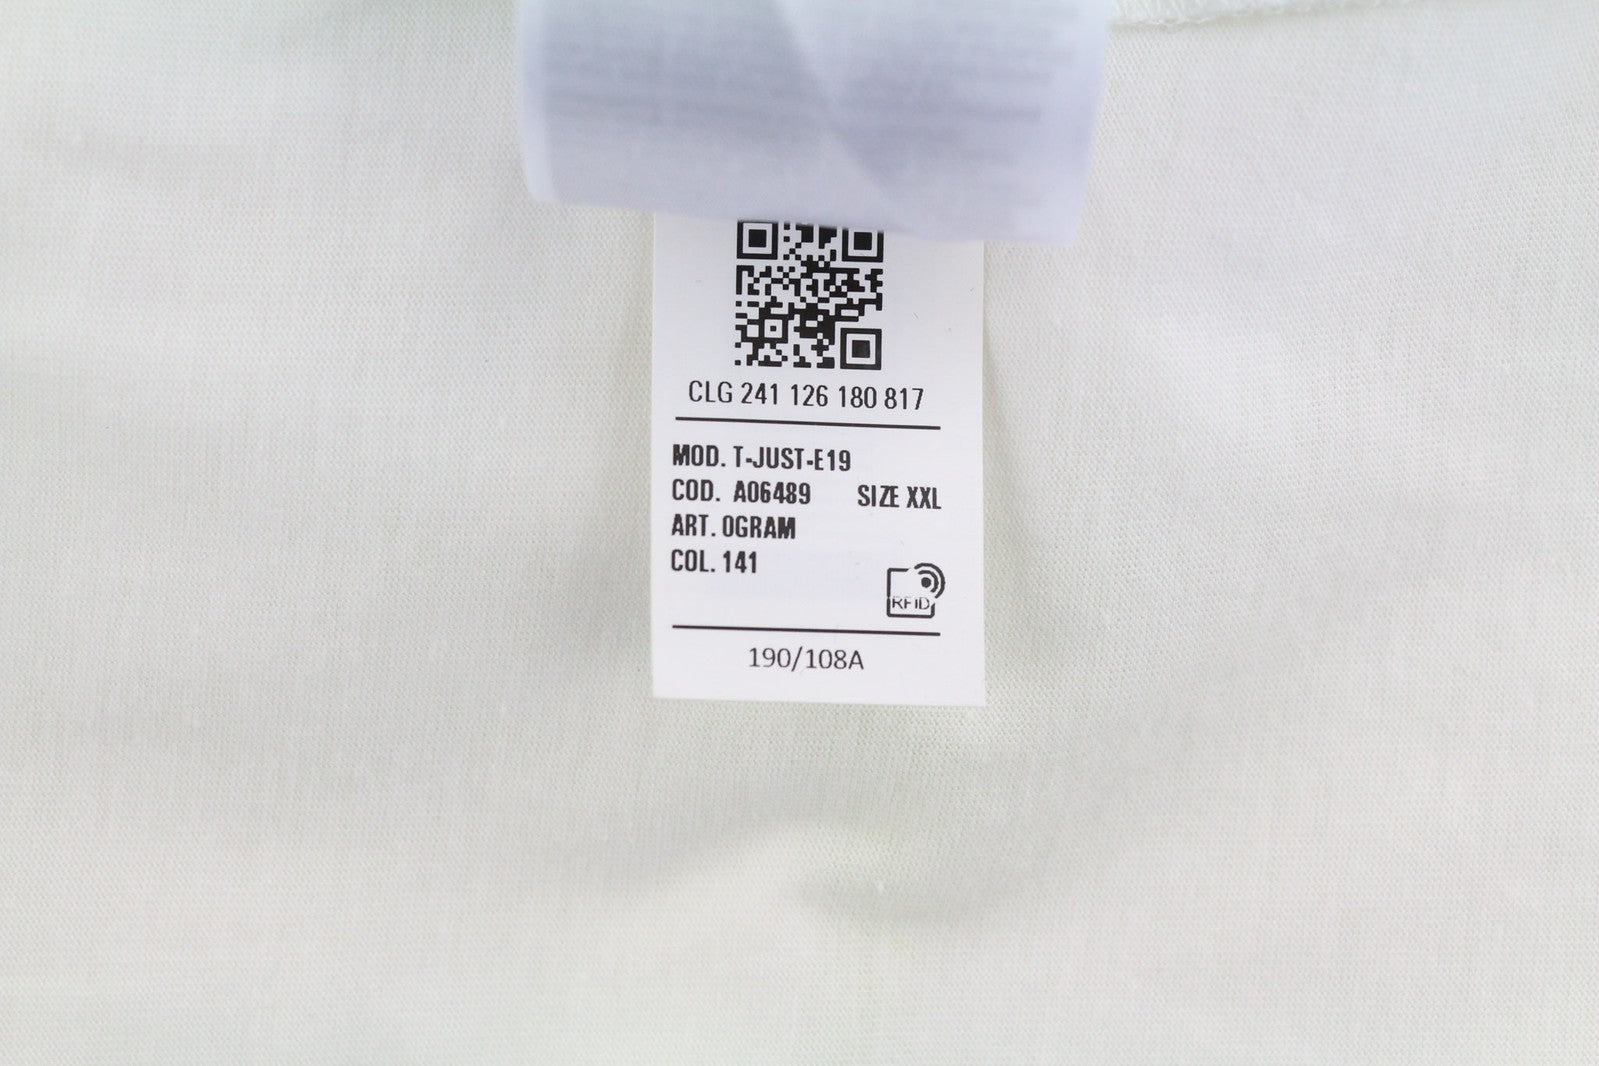 CLG 241 126 180 817
MOD. T-JUST-E19
COD. A06489 SIZE XXL
ART. 0GRAM
COL. 141
RFID
190/108A